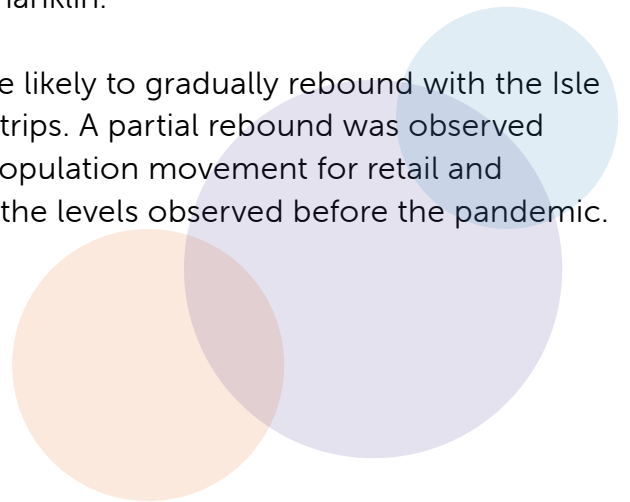 e likely to gradually rebound with the Isle
trips. A partial rebound was observed
opulation movement for retail and
the levels observed before the pandemic.